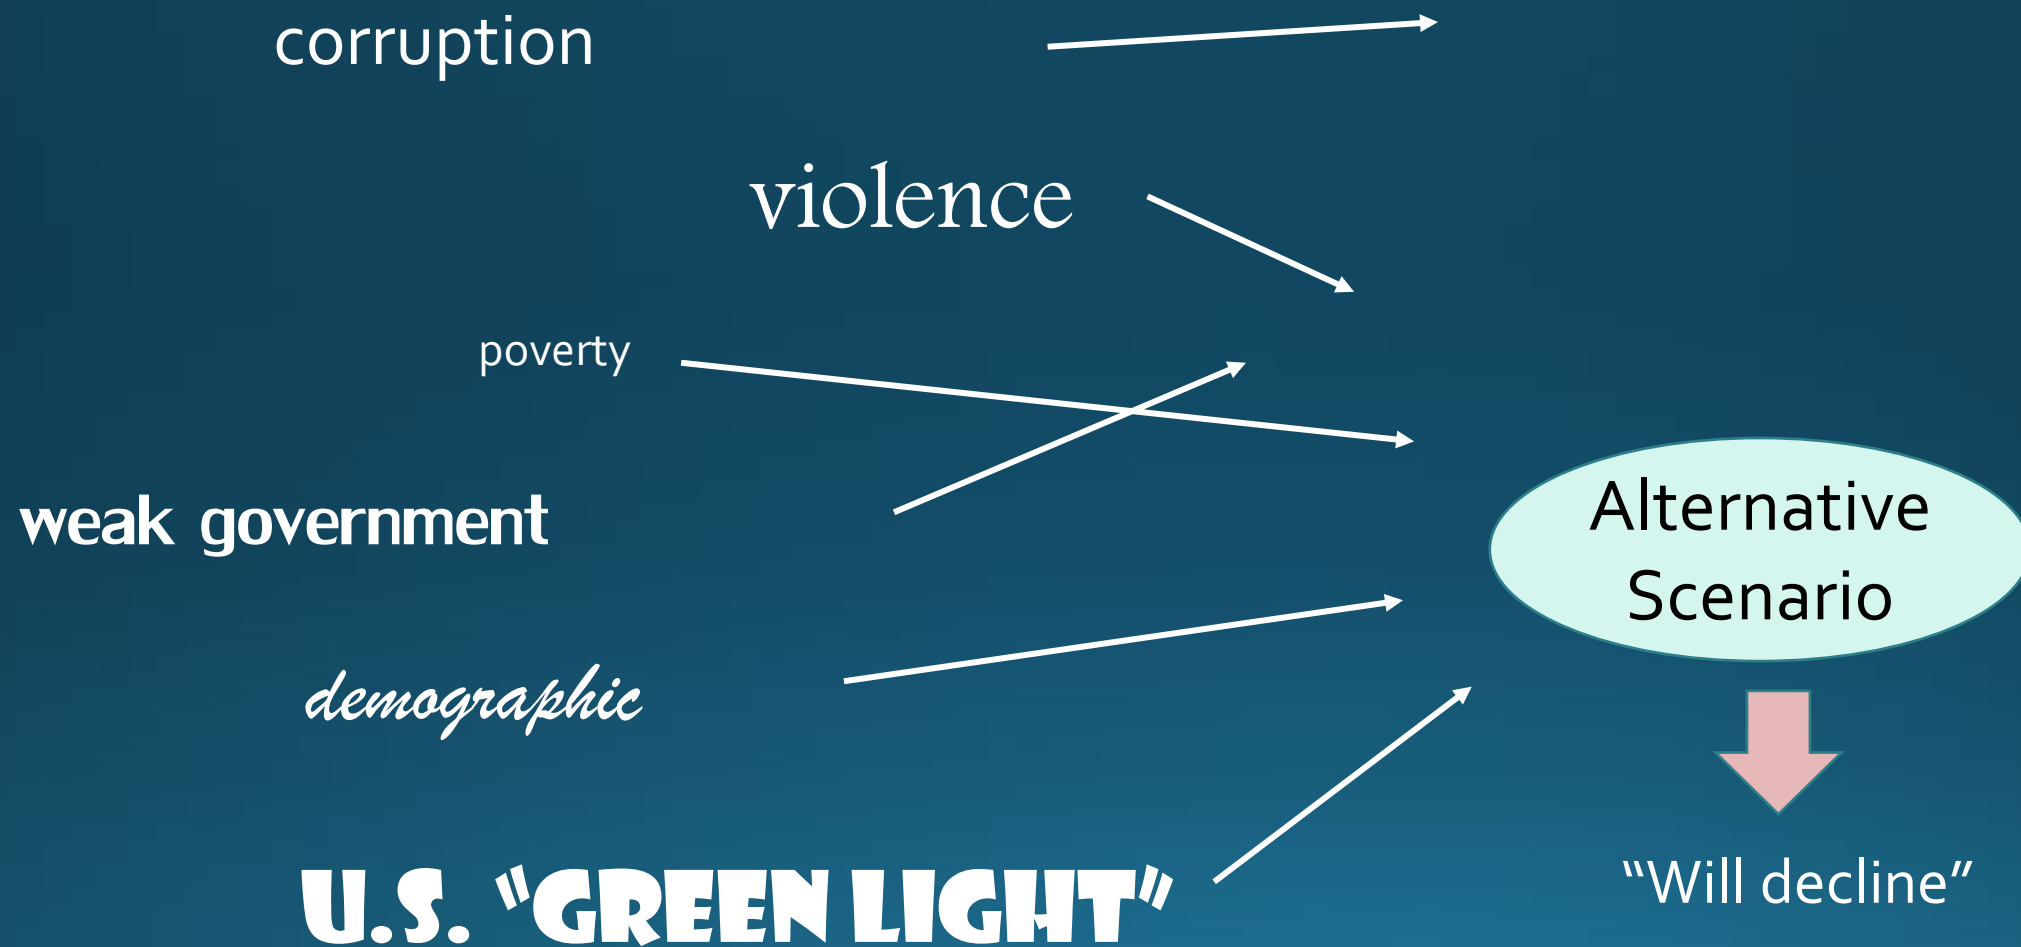 corruption
violence
poverty
weak government
demographic
U.S. “GREEN LIGHT”
Alternative
Scenario
“Will decline”